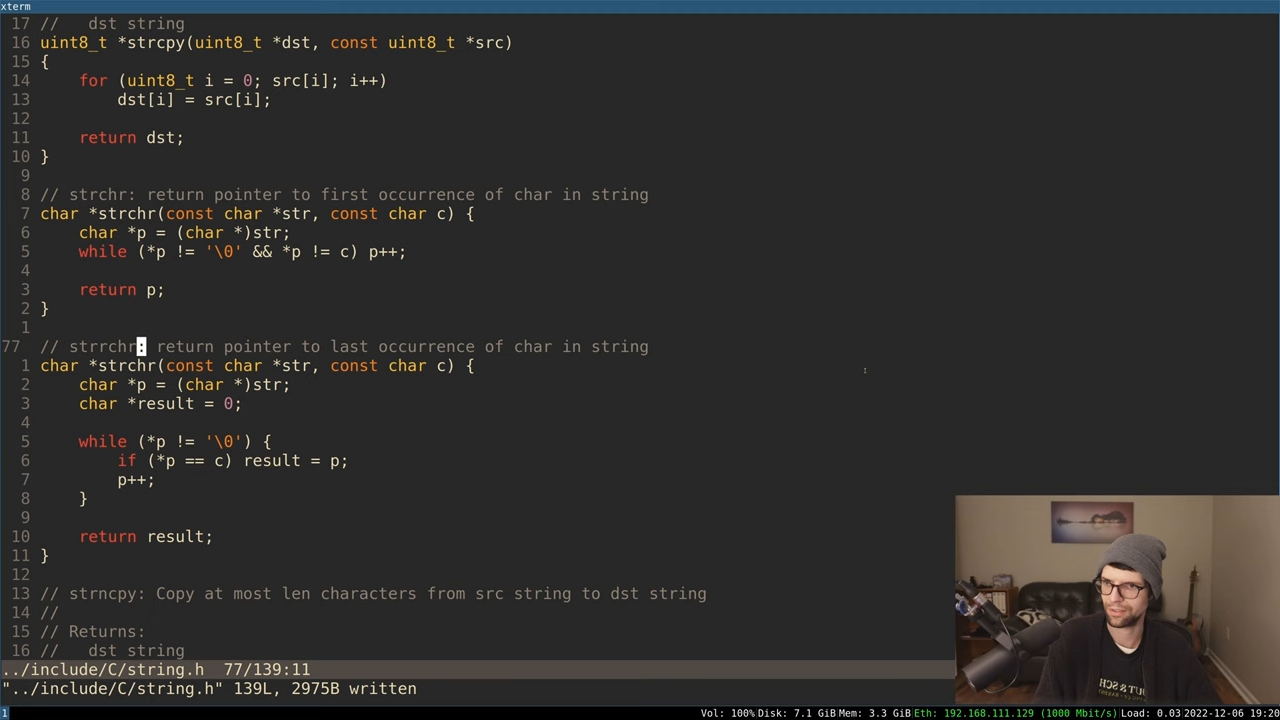 xterm
17 //   dst string
16 uint8_t *strcpy(uint8_t *dst, const uint8_t *src)
15 {
14     for (uint8_t i = 0; src[i]; i++)
13         dst[i] = src[i];
12
11     return dst;
10 }
9
8 // strchr: return pointer to first occurrence of char in string
7 char *strchr(const char *str, const char c) {
6     char *p = (char *)str;
5     while (*p != '\0' && *p != c) p++;
4
3     return p;
2 }
1
77 // strrchr: return pointer to last occurrence of char in string
1 char *strchr(const char *str, const char c) {
2     char *p = (char *)str;
3     char *result = 0;
4
5     while (*p != '\0') {
6         if (*p == c) result = p;
7         p++;
8     }
9
10     return result;
11 }
12
13 // strncpy: Copy at most len characters from src string to dst string
14 //
15 // Returns:
16 //   dst string
../include/C/string.h  77/139:11
"../include/C/string.h" 139L, 2975B written
1 Vol: 100% Disk: 7.1 GiB Mem: 3.3 GiB Eth: 192.168.111.129 (1000 Mbit/s) Load: 0.03 2022-12-06 19:20